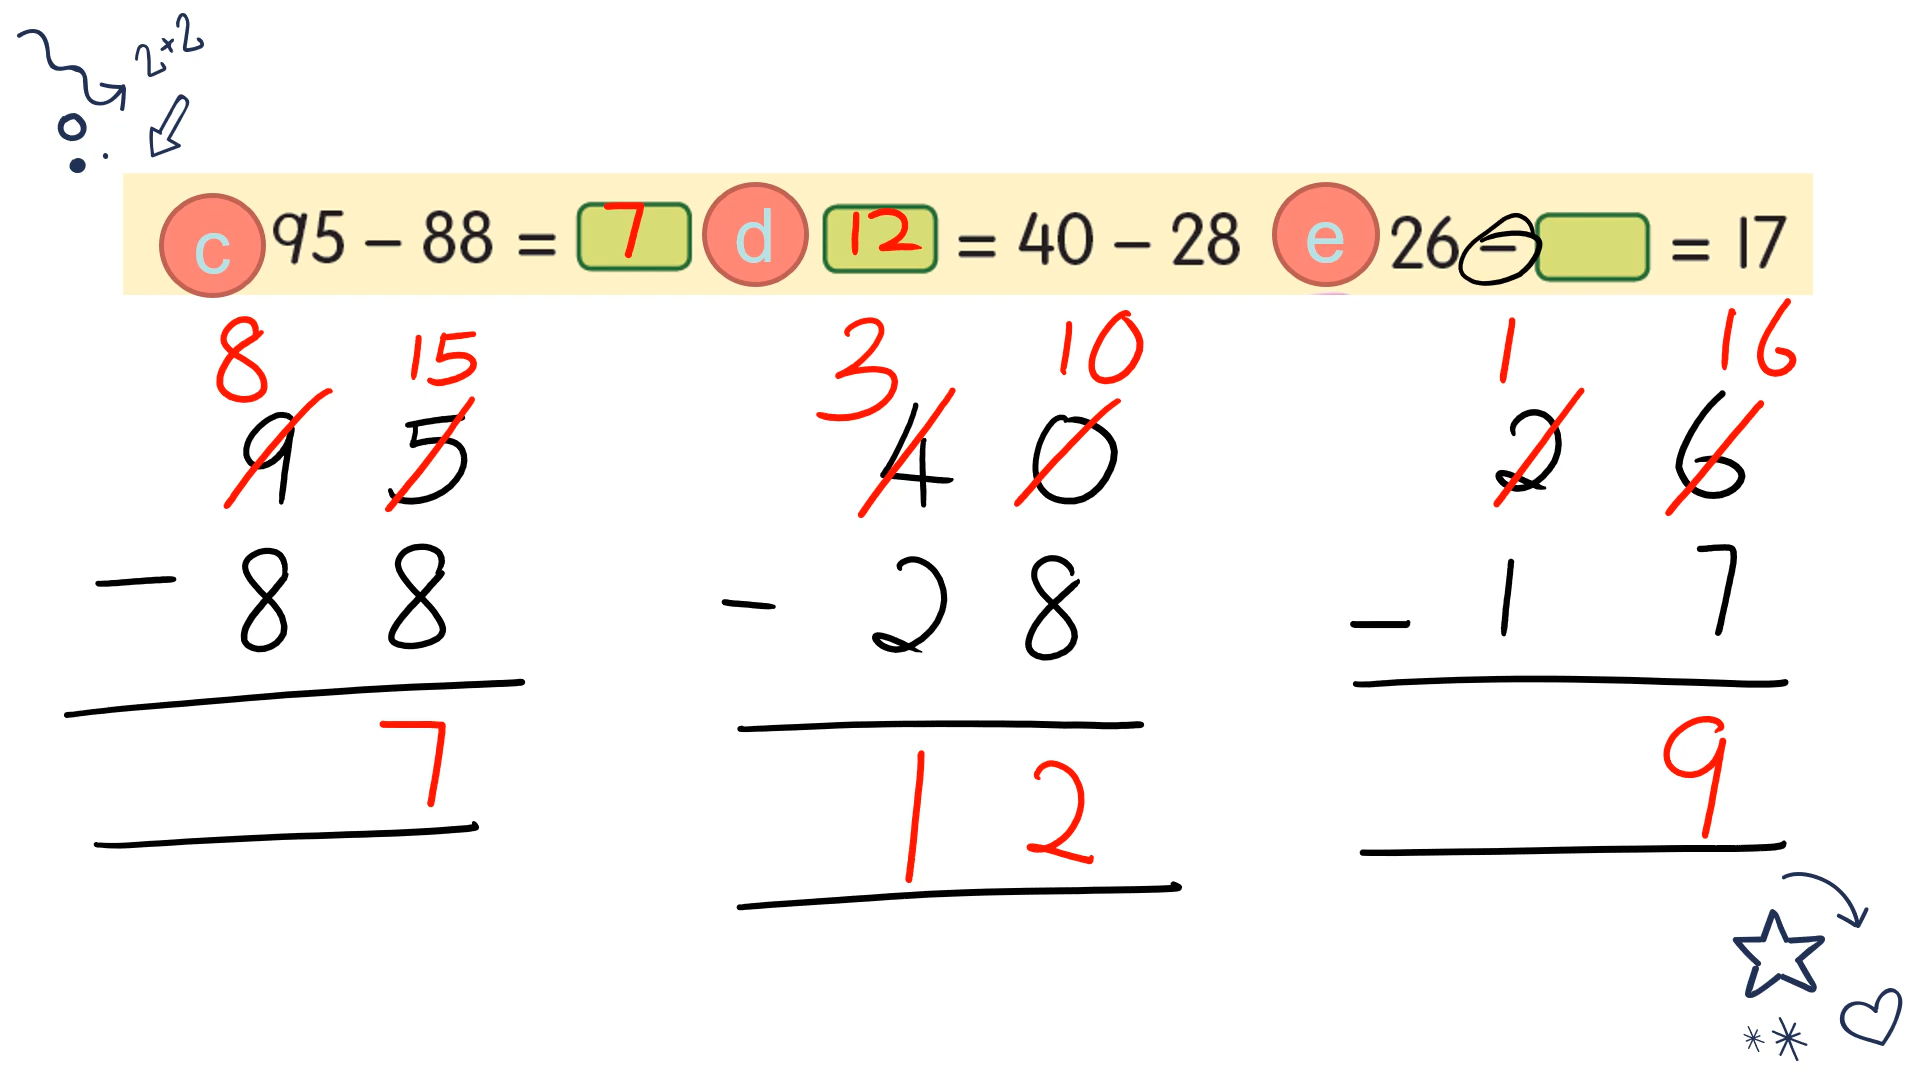 2×2
c 95 – 88 = 7 d 12 = 40 – 28 e 26 – = 17
8 15 3 10 1 16
9 5 4 0 2 6
– 8 8 – 2 8 – 1 7
7 1 2 9